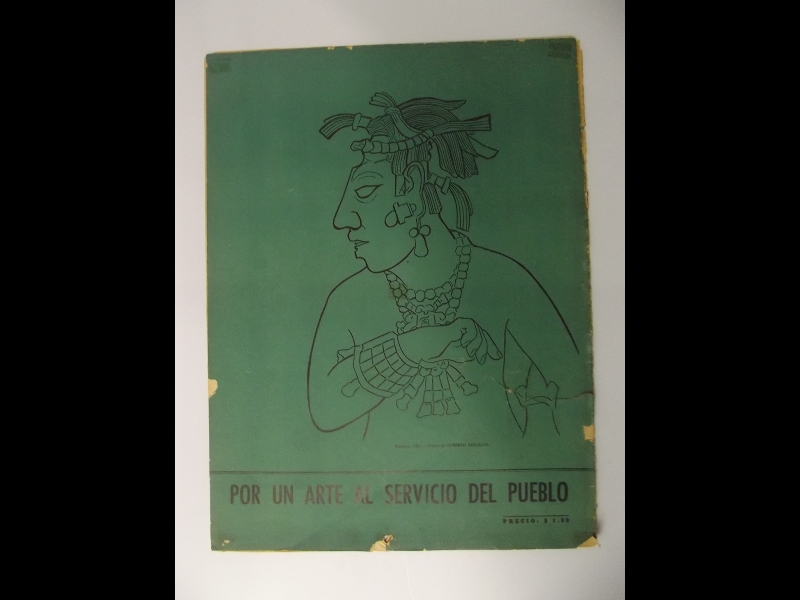 POR UN ARTE AL SERVICIO DEL PUEBLO
PRECIO: $